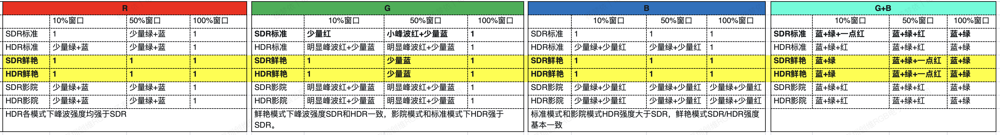 R
10%窗口 50%窗口 100%窗口
SDR标准 1 少量绿+蓝 1
HDR标准 少量绿+蓝 少量绿+蓝 1
SDR鲜艳 1 1 1
HDR鲜艳 1 1 1
SDR影院 少量绿+蓝 少量绿+蓝 1
HDR影院 少量绿+蓝 少量绿+蓝 1
HDR各模式下峰波强度均强于SDR
G
10%窗口 50%窗口 100%窗口
SDR标准 少量红 小峰波红+少量蓝 1
HDR标准 明显峰波红+少量蓝 明显峰波红+少量蓝 1
SDR鲜艳 1 少量蓝 1
HDR鲜艳 1 少量蓝 1
SDR影院 明显峰波红+少量蓝 明显峰波红+少量蓝 1
HDR影院 明显峰波红+少量蓝 明显峰波红+少量蓝 1
鲜艳模式下峰波强度SDR和HDR一致，影院模式和标准模式下HDR强于
SDR。
B
10%窗口 50%窗口 100%窗口
SDR标准 1 1 1
HDR标准 少量绿+少量红 少量绿+少量红 1
SDR鲜艳 1 1 1
HDR鲜艳 1 1 1
SDR影院 少量绿+少量红 少量绿+少量红 少量绿+少量红
HDR影院 少量绿+少量红 少量绿+少量红 少量绿+少量红
标准模式和影院模式HDR强度大于SDR，鲜艳模式SDR/HDR强度
基本一致
G+B
10%窗口 50%窗口 100%窗口
SDR标准 蓝+绿+一点红 蓝+绿+红 蓝+绿
HDR标准 蓝+绿+红 蓝+绿+红 蓝+绿
SDR鲜艳 蓝+绿 蓝+绿+一点红 蓝+绿
HDR鲜艳 蓝+绿 蓝+绿+一点红 蓝+绿
SDR影院 蓝+绿+红 蓝+绿+红 蓝+绿
HDR影院 蓝+绿+红 蓝+绿+红 蓝+绿